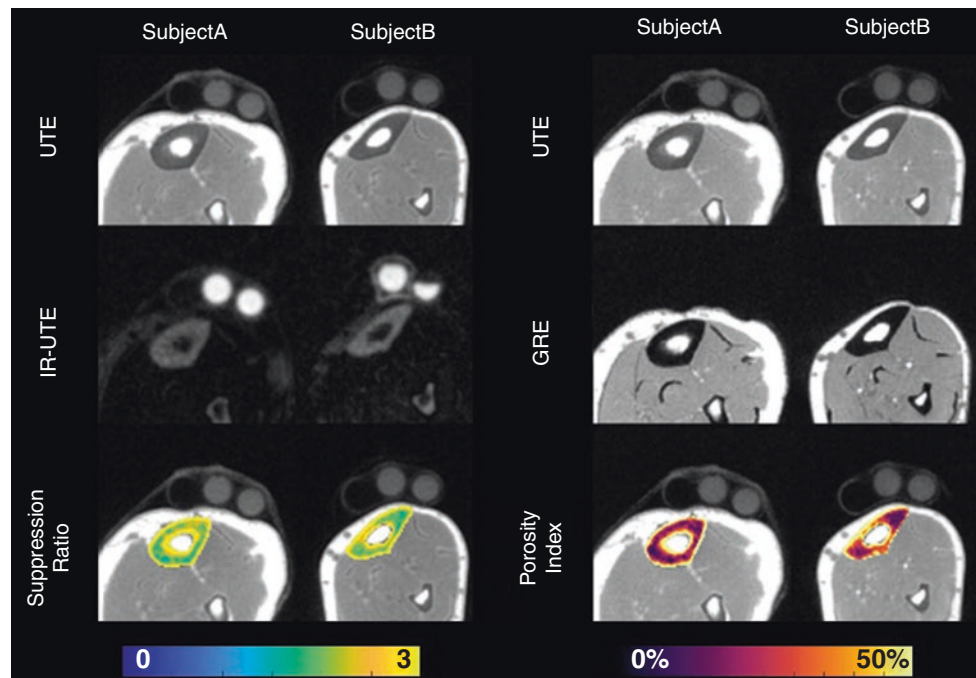 SubjectA
SubjectB
UTE
IR-UTE
Suppression
Ratio
0
3
SubjectA
SubjectB
UTE
GRE
Porosity
Index
0%
50%